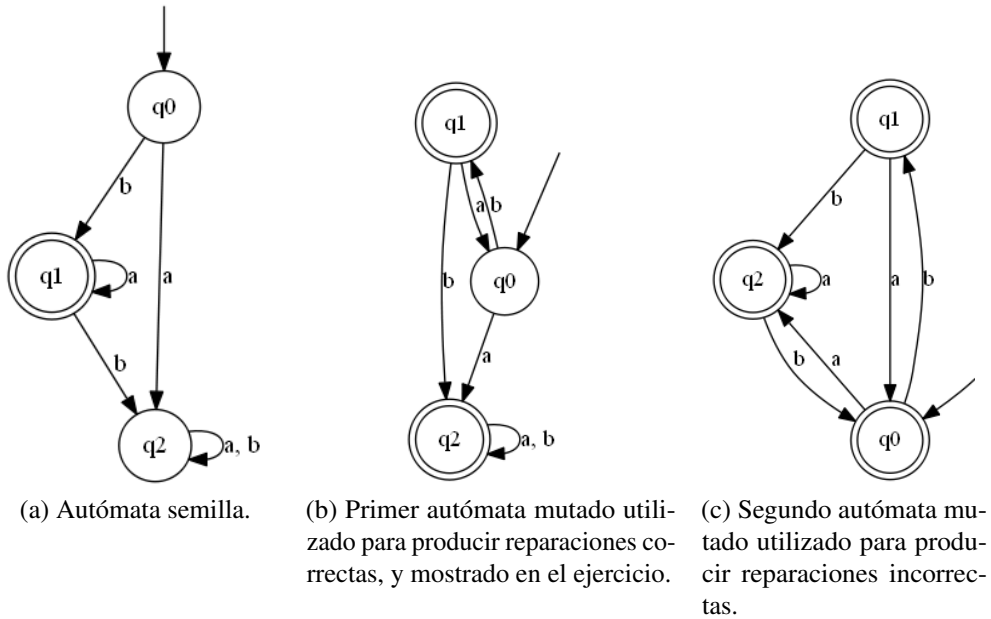 q0
b
q1
a
a
b
q2
a, b
(a) Autómata semilla.
q1
a b
q0
b
a
q2
a, b
(b) Primer autómata mutado utili-
zado para producir reparaciones co-
rrectas, y mostrado en el ejercicio.
q1
b
q2
a
a
b
b
a
q0
(c) Segundo autómata mu-
tado utilizado para produ-
cir reparaciones incorrec-
tas.